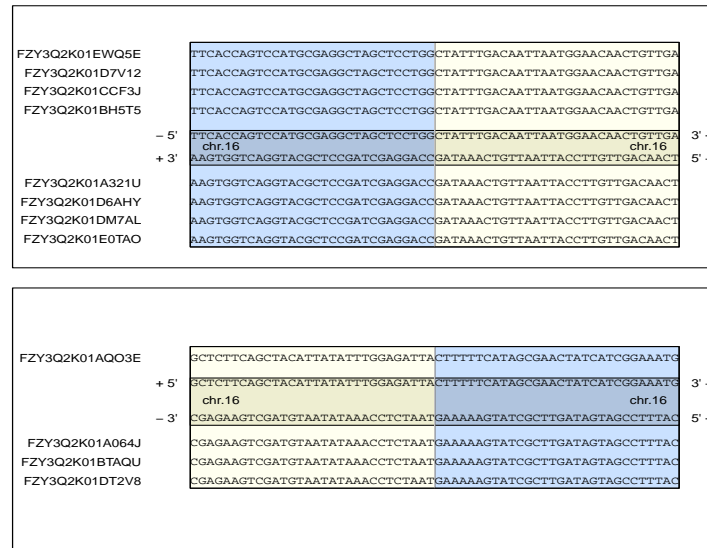 FZY3Q2K01EWQ5E TTCACCAGTCCATGCGAGGCTAGCTCCTGGCTATTTGACAATTAATGGAACAACTGTTGA
FZY3Q2K01D7V12 TTCACCAGTCCATGCGAGGCTAGCTCCTGGCTATTTGACAATTAATGGAACAACTGTTGA
FZY3Q2K01CCF3J TTCACCAGTCCATGCGAGGCTAGCTCCTGGCTATTTGACAATTAATGGAACAACTGTTGA
FZY3Q2K01BH5T5 TTCACCAGTCCATGCGAGGCTAGCTCCTGGCTATTTGACAATTAATGGAACAACTGTTGA
− 5' TTCACCAGTCCATGCGAGGCTAGCTCCTGGCTATTTGACAATTAATGGAACAACTGTTGA 3' -
chr.16 chr.16
+ 3' AAGTGGTCAGGTACGCTCCGATCGAGGACCGATAAACTGTTAATTACCTTGTTGACAACT 5' -
FZY3Q2K01A321U AAGTGGTCAGGTACGCTCCGATCGAGGACCGATAAACTGTTAATTACCTTGTTGACAACT
FZY3Q2K01D6AHY AAGTGGTCAGGTACGCTCCGATCGAGGACCGATAAACTGTTAATTACCTTGTTGACAACT
FZY3Q2K01DM7AL AAGTGGTCAGGTACGCTCCGATCGAGGACCGATAAACTGTTAATTACCTTGTTGACAACT
FZY3Q2K01E0TAO AAGTGGTCAGGTACGCTCCGATCGAGGACCGATAAACTGTTAATTACCTTGTTGACAACT
FZY3Q2K01AQO3E GCTCTTCAGCTACATTATATTTGGAGATTACTTTTTCATAGCGAACTATCATCGGAAATG
+ 5' GCTCTTCAGCTACATTATATTTGGAGATTACTTTTTCATAGCGAACTATCATCGGAAATG 3' -
chr.16 chr.16
− 3' CGAGAAGTCGATGTAATATAAACCTCTAATGAAAAAGTATCGCTTGATAGTAGCCTTTAC 5' -
FZY3Q2K01A064J CGAGAAGTCGATGTAATATAAACCTCTAATGAAAAAGTATCGCTTGATAGTAGCCTTTAC
FZY3Q2K01BTAQU CGAGAAGTCGATGTAATATAAACCTCTAATGAAAAAGTATCGCTTGATAGTAGCCTTTAC
FZY3Q2K01DT2V8 CGAGAAGTCGATGTAATATAAACCTCTAATGAAAAAGTATCGCTTGATAGTAGCCTTTAC